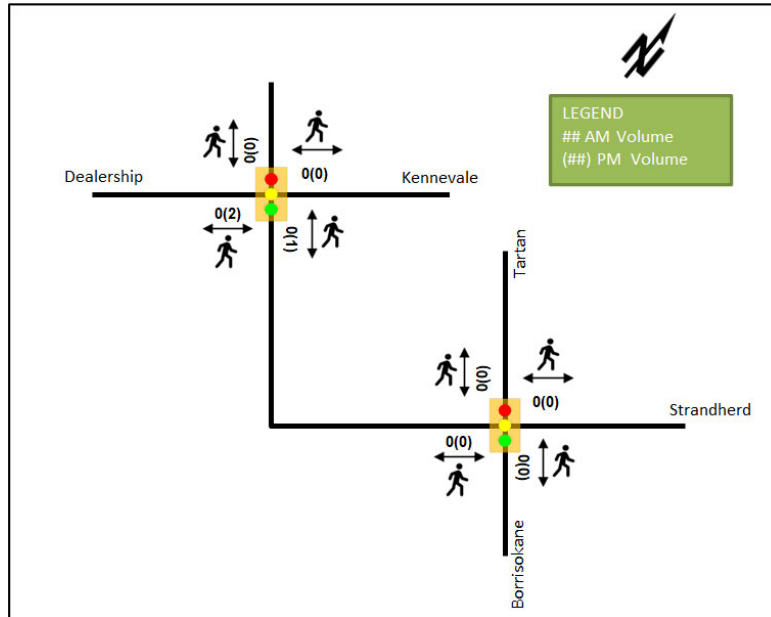 LEGEND
## AM Volume
(##) PM Volume
0(0)
0(0)
Dealership
Kennevale
0(2)
0(1)
Tartan
0(0)
0(0)
Strandherd
0(0)
0(0)
Borrisokane